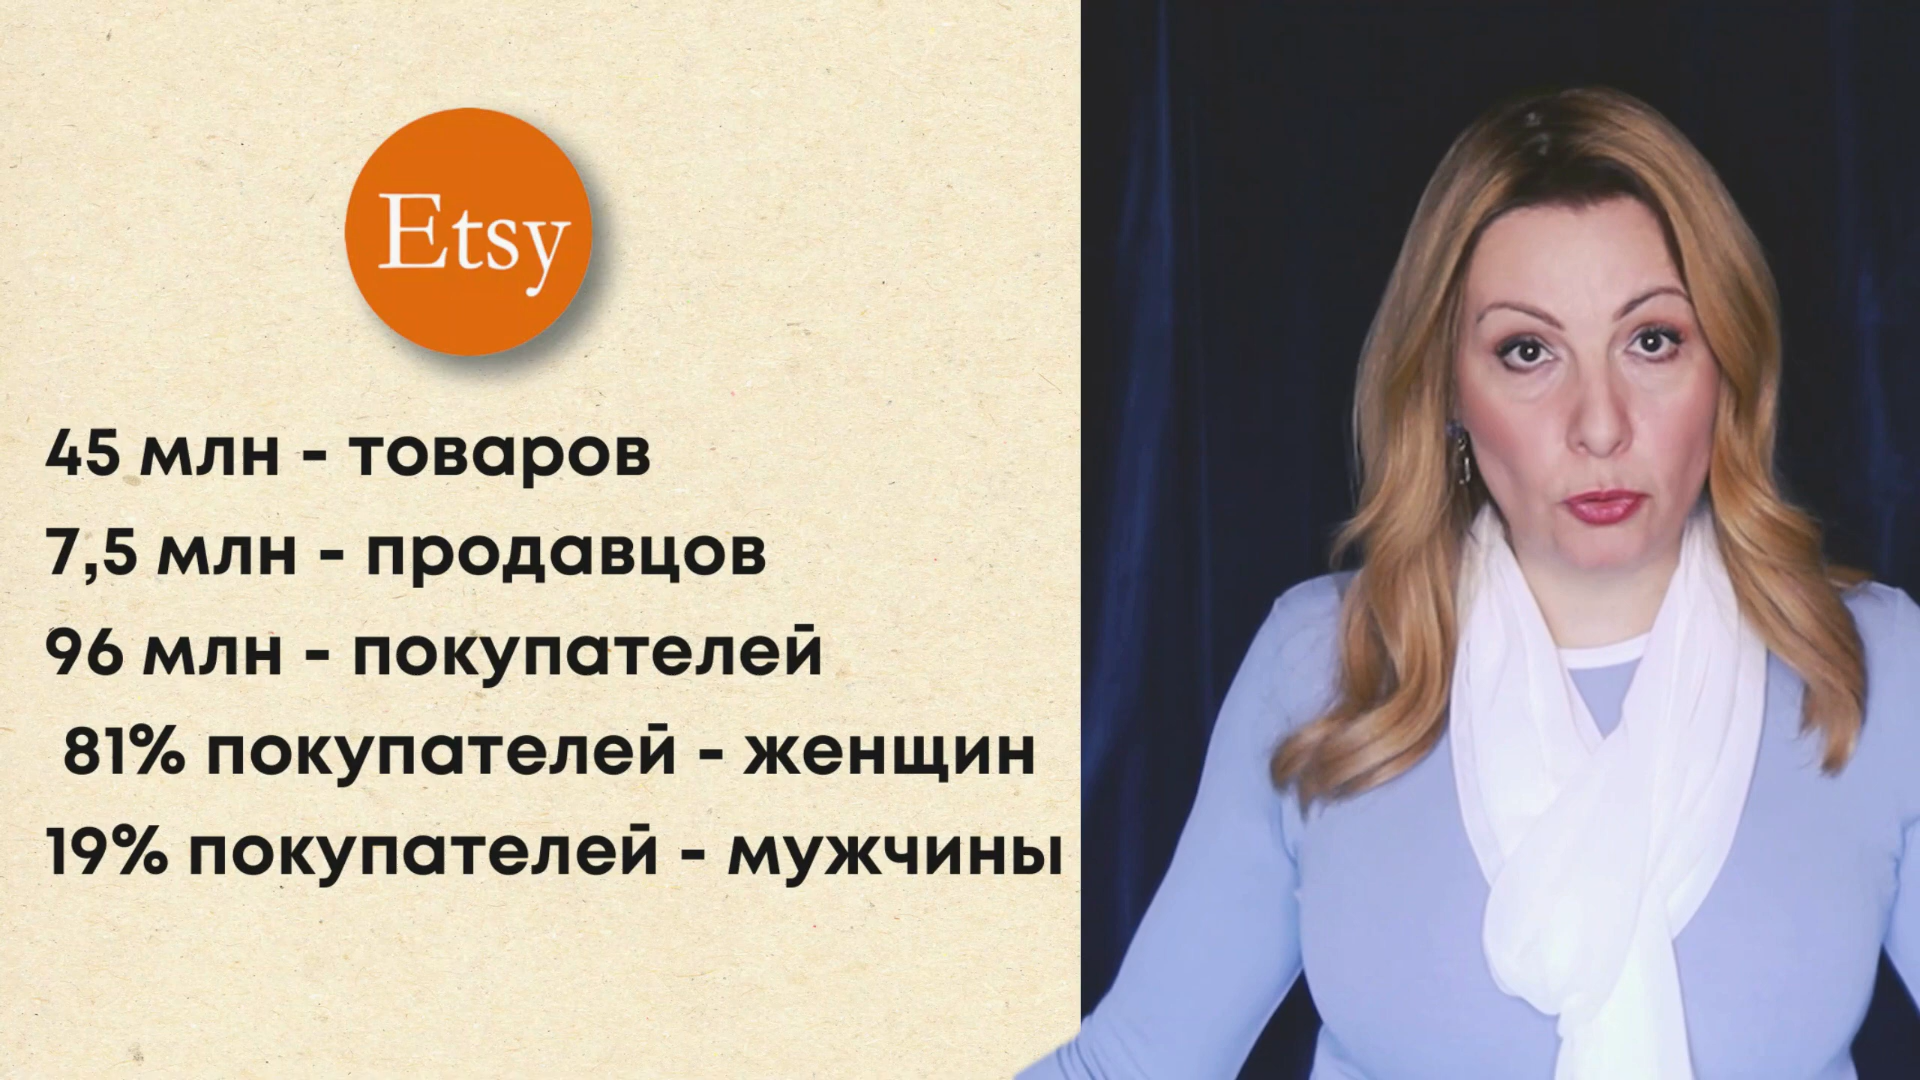 Etsy
45 млн - товаров
7,5 млн - продавцов
96 млн - покупателей
81% покупателей - женщин
19% покупателей - мужчины